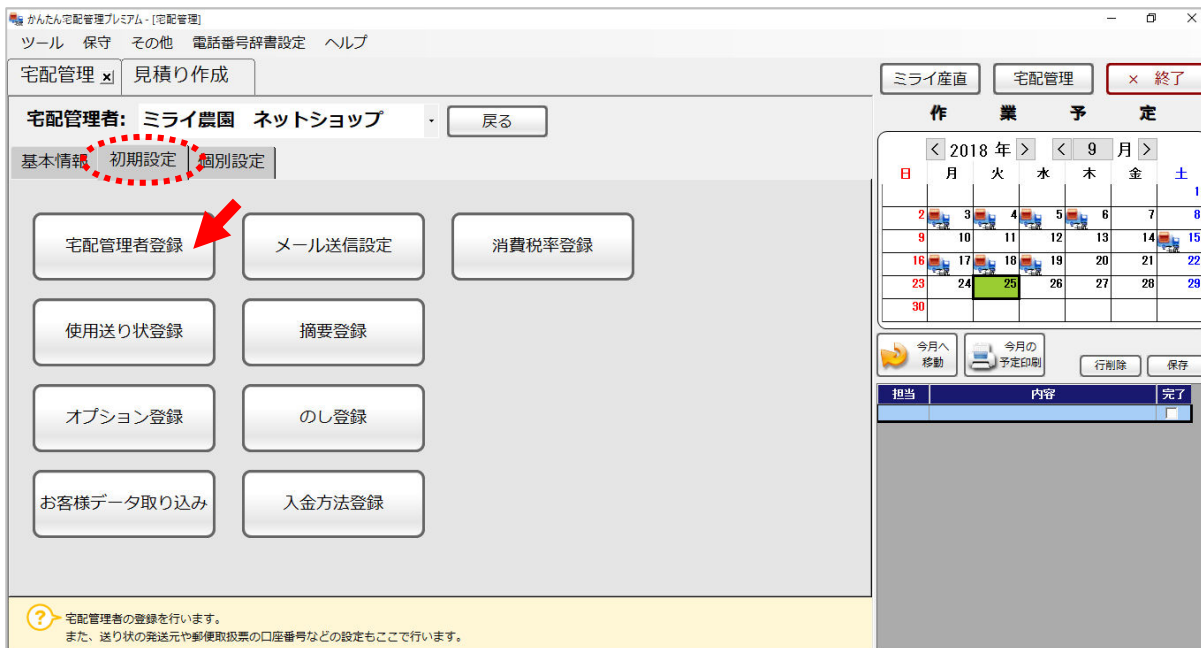 かんたん宅配管理プレミアム - [宅配管理]
ツール 保守 その他 電話番号辞書設定 ヘルプ
宅配管理 x 見積り作成
宅配管理者: ミライ農園 ネットショップ 戻る
基本情報 初期設定 個別設定
宅配管理者登録 メール送信設定 消費税率登録
使用送り状登録 摘要登録
オプション登録 のし登録
お客様データ取り込み 入金方法登録
? 宅配管理者の登録を行います。
また、送り状の発送元や郵便取扱票の口座番号などの設定もここで行います。
ミライ産直 宅配管理 × 終了
作業予定
< 2018 年 > < 9 月 >
日 月 火 水 木 金 土
1
2 3 4 5 6 7 8
9 10 11 12 13 14 15
16 17 18 19 20 21 22
23 24 25 26 27 28 29
30
今月へ移動 今月の予定印刷 行削除 保存
担当 内容 完了